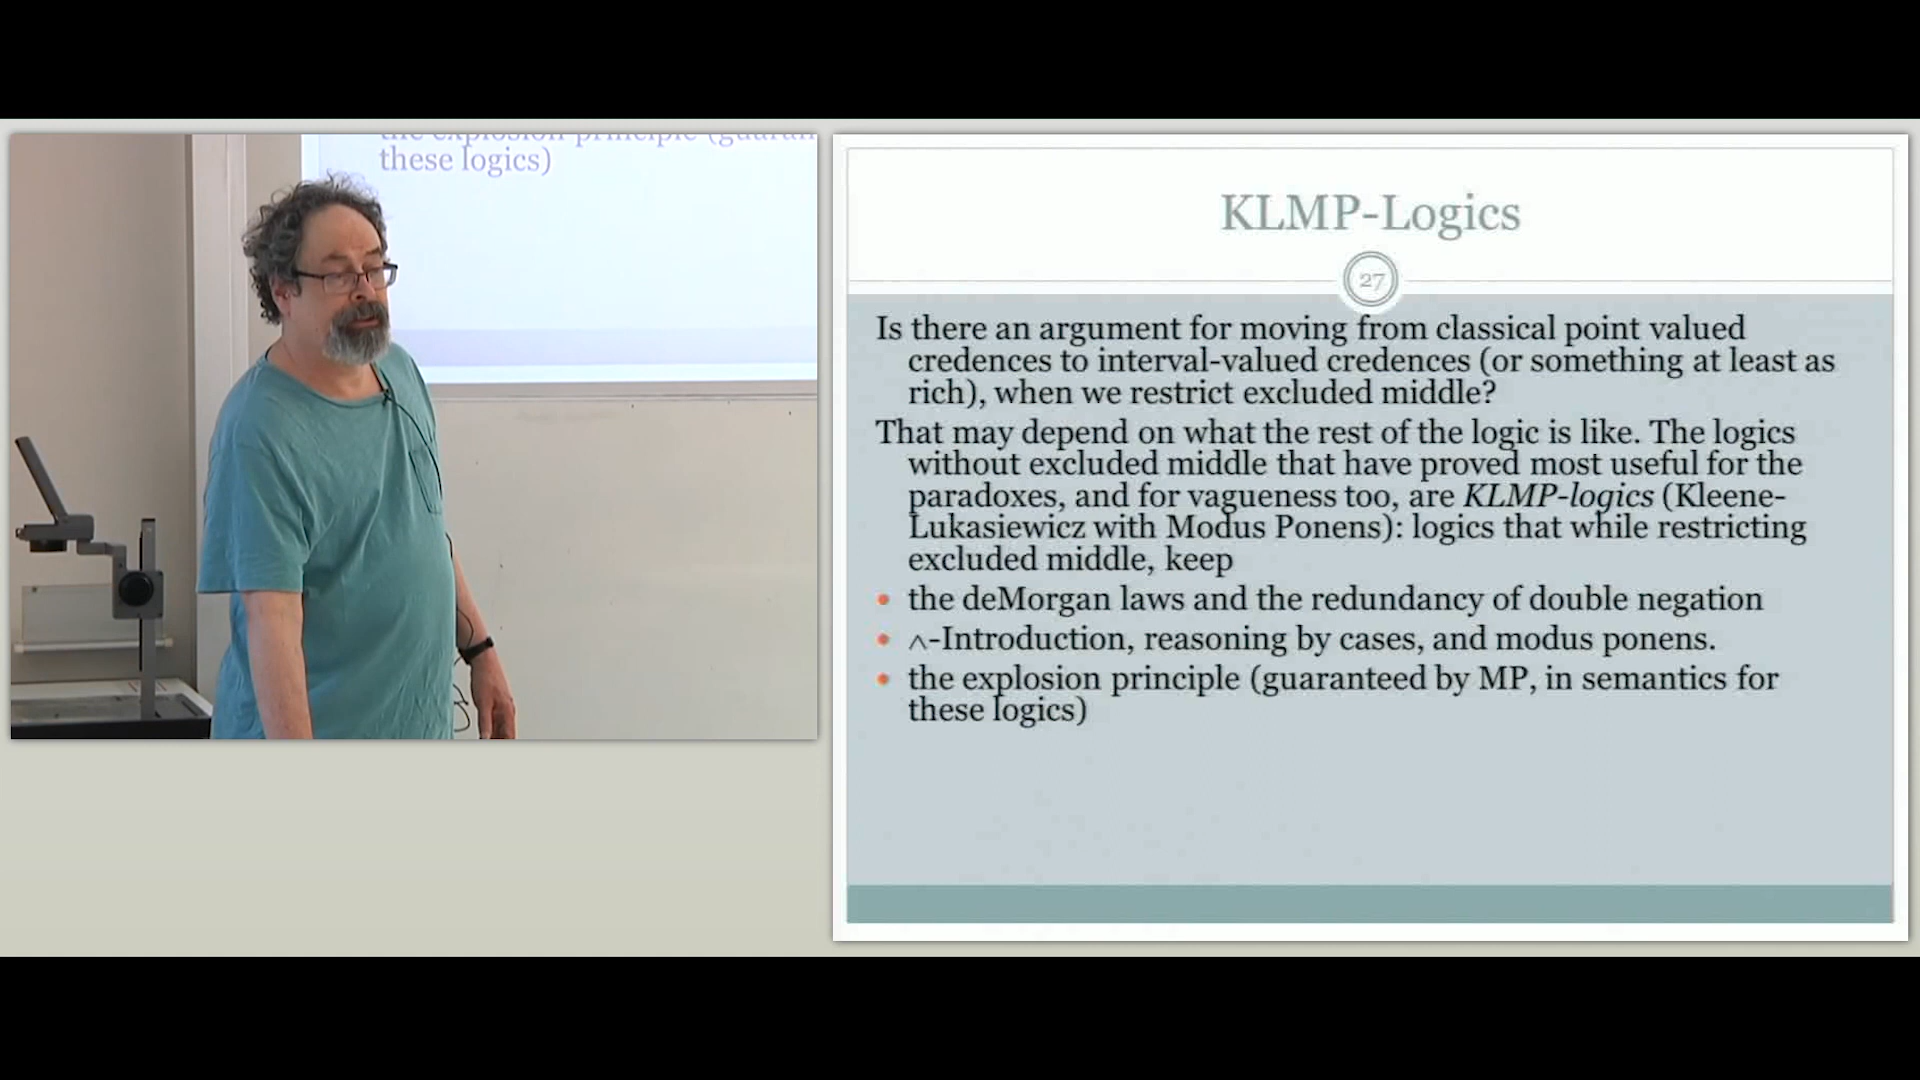 the explosion principle (guaran
these logics)
KLMP-Logics
27
Is there an argument for moving from classical point valued
credences to interval-valued credences (or something at least as
rich), when we restrict excluded middle?
That may depend on what the rest of the logic is like. The logics
without excluded middle that have proved most useful for the
paradoxes, and for vagueness too, are KLMP-logics (Kleene-
Lukasiewicz with Modus Ponens): logics that while restricting
excluded middle, keep
• the deMorgan laws and the redundancy of double negation
• ∧-Introduction, reasoning by cases, and modus ponens.
• the explosion principle (guaranteed by MP, in semantics for
these logics)